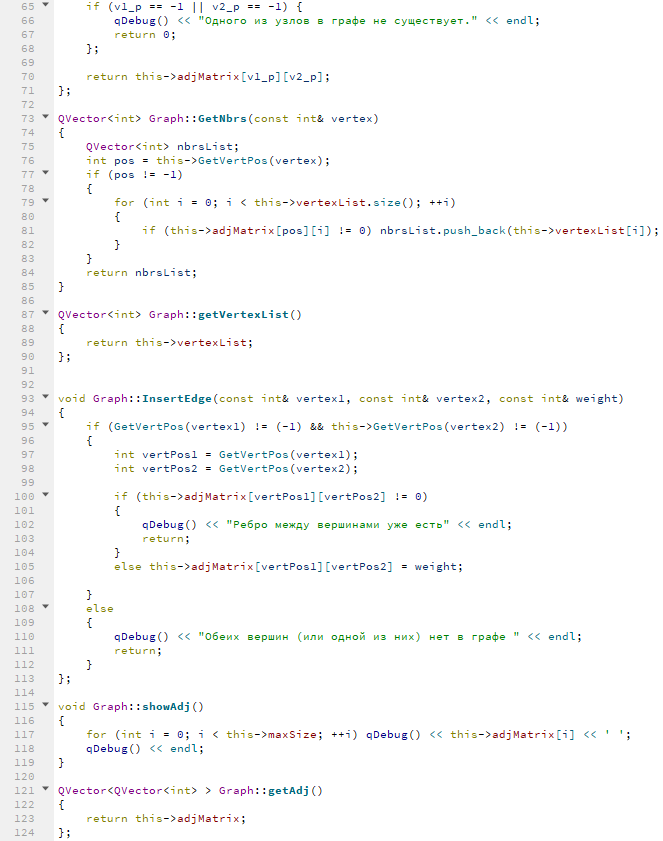 65 if (v1_p == -1 || v2_p == -1) {
66 qDebug() << "Одного из узлов в графе не существует." << endl;
67 return 0;
68 };
69
70 return this->adjMatrix[v1_p][v2_p];
71 };
72
73 QVector<int> Graph::GetNbrs(const int& vertex)
74 {
75 QVector<int> nbrsList;
76 int pos = this->GetVertPos(vertex);
77 if (pos != -1)
78 {
79 for (int i = 0; i < this->vertexList.size(); ++i)
80 {
81 if (this->adjMatrix[pos][i] != 0) nbrsList.push_back(this->vertexList[i]);
82 }
83 }
84 return nbrsList;
85 }
86
87 QVector<int> Graph::getVertexList()
88 {
89 return this->vertexList;
90 };
91
92
93 void Graph::InsertEdge(const int& vertex1, const int& vertex2, const int& weight)
94 {
95 if (GetVertPos(vertex1) != (-1) && this->GetVertPos(vertex2) != (-1))
96 {
97 int vertPos1 = GetVertPos(vertex1);
98 int vertPos2 = GetVertPos(vertex2);
99
100 if (this->adjMatrix[vertPos1][vertPos2] != 0)
101 {
102 qDebug() << "Ребро между вершинами уже есть" << endl;
103 return;
104 }
105 else this->adjMatrix[vertPos1][vertPos2] = weight;
106
107 }
108 else
109 {
110 qDebug() << "Обеих вершин (или одной из них) нет в графе " << endl;
111 return;
112 }
113 };
114
115 void Graph::showAdj()
116 {
117 for (int i = 0; i < this->maxSize; ++i) qDebug() << this->adjMatrix[i] << ' ';
118 qDebug() << endl;
119 }
120
121 QVector<QVector<int> > Graph::getAdj()
122 {
123 return this->adjMatrix;
124 };